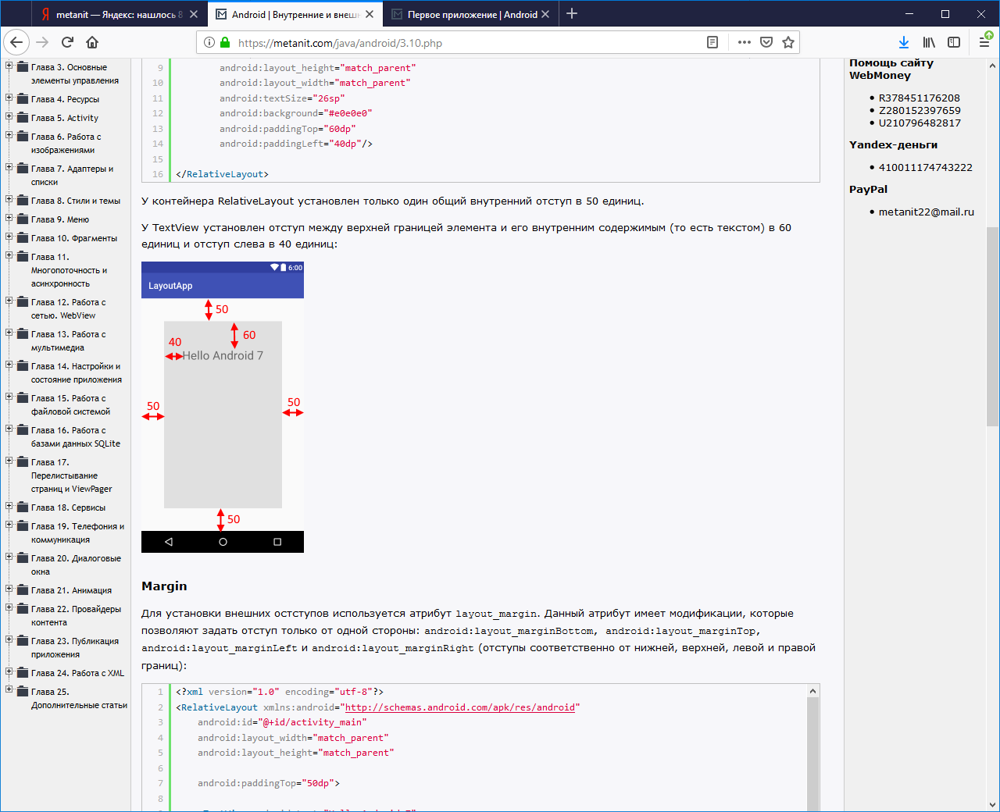 metanit — Яндекс: нашлось 8
Android | Внутренние и внеш
Первое приложение | Android
https://metanit.com/java/android/3.10.php
Глава 3. Основные
элементы управления
Глава 4. Ресурсы
Глава 5. Activity
Глава 6. Работа с
изображениями
Глава 7. Адаптеры и
списки
Глава 8. Стили и темы
Глава 9. Меню
Глава 10. Фрагменты
Глава 11.
Многопоточность и
асинхронность
Глава 12. Работа с
сетью. WebView
Глава 13. Работа с
мультимедиа
Глава 14. Настройки и
состояние приложения
Глава 15. Работа с
файловой системой
Глава 16. Работа с
базами данных SQLite
Глава 17.
Перелистывание
страниц и ViewPager
Глава 18. Сервисы
Глава 19. Телефония и
коммуникация
Глава 20. Диалоговые
окна
Глава 21. Анимация
Глава 22. Провайдеры
контента
Глава 23. Публикация
приложения
Глава 24. Работа с XML
Глава 25.
Дополнительные статьи
9 android:layout_height="match_parent"
10 android:layout_width="match_parent"
11 android:textSize="26sp"
12 android:background="#e0e0e0"
13 android:paddingTop="60dp"
14 android:paddingLeft="40dp"/>
15
16 </RelativeLayout>
У контейнера RelativeLayout установлен только один общий внутренний отступ в 50 единиц.
У TextView установлен отступ между верхней границей элемента и его внутренним содержимым (то есть текстом) в 60
единиц и отступ слева в 40 единиц:
6:00
LayoutApp
50
60
40
Hello Android 7
50
50
50
Margin
Для установки внешних остступов используется атрибут layout_margin. Данный атрибут имеет модификации, которые
позволяют задать отступ только от одной стороны: android:layout_marginBottom, android:layout_marginTop,
android:layout_marginLeft и android:layout_marginRight (отступы соответственно от нижней, верхней, левой и правой
границ):
1 <?xml version="1.0" encoding="utf-8"?>
2 <RelativeLayout xmlns:android="http://schemas.android.com/apk/res/android"
3 android:id="@+id/activity_main"
4 android:layout_width="match_parent"
5 android:layout_height="match_parent"
6
7 android:paddingTop="50dp">
8
Помощь сайту
WebMoney
R378451176208
Z280152397659
U210796482817
Yandex-деньги
410011174743222
PayPal
metanit22@mail.ru